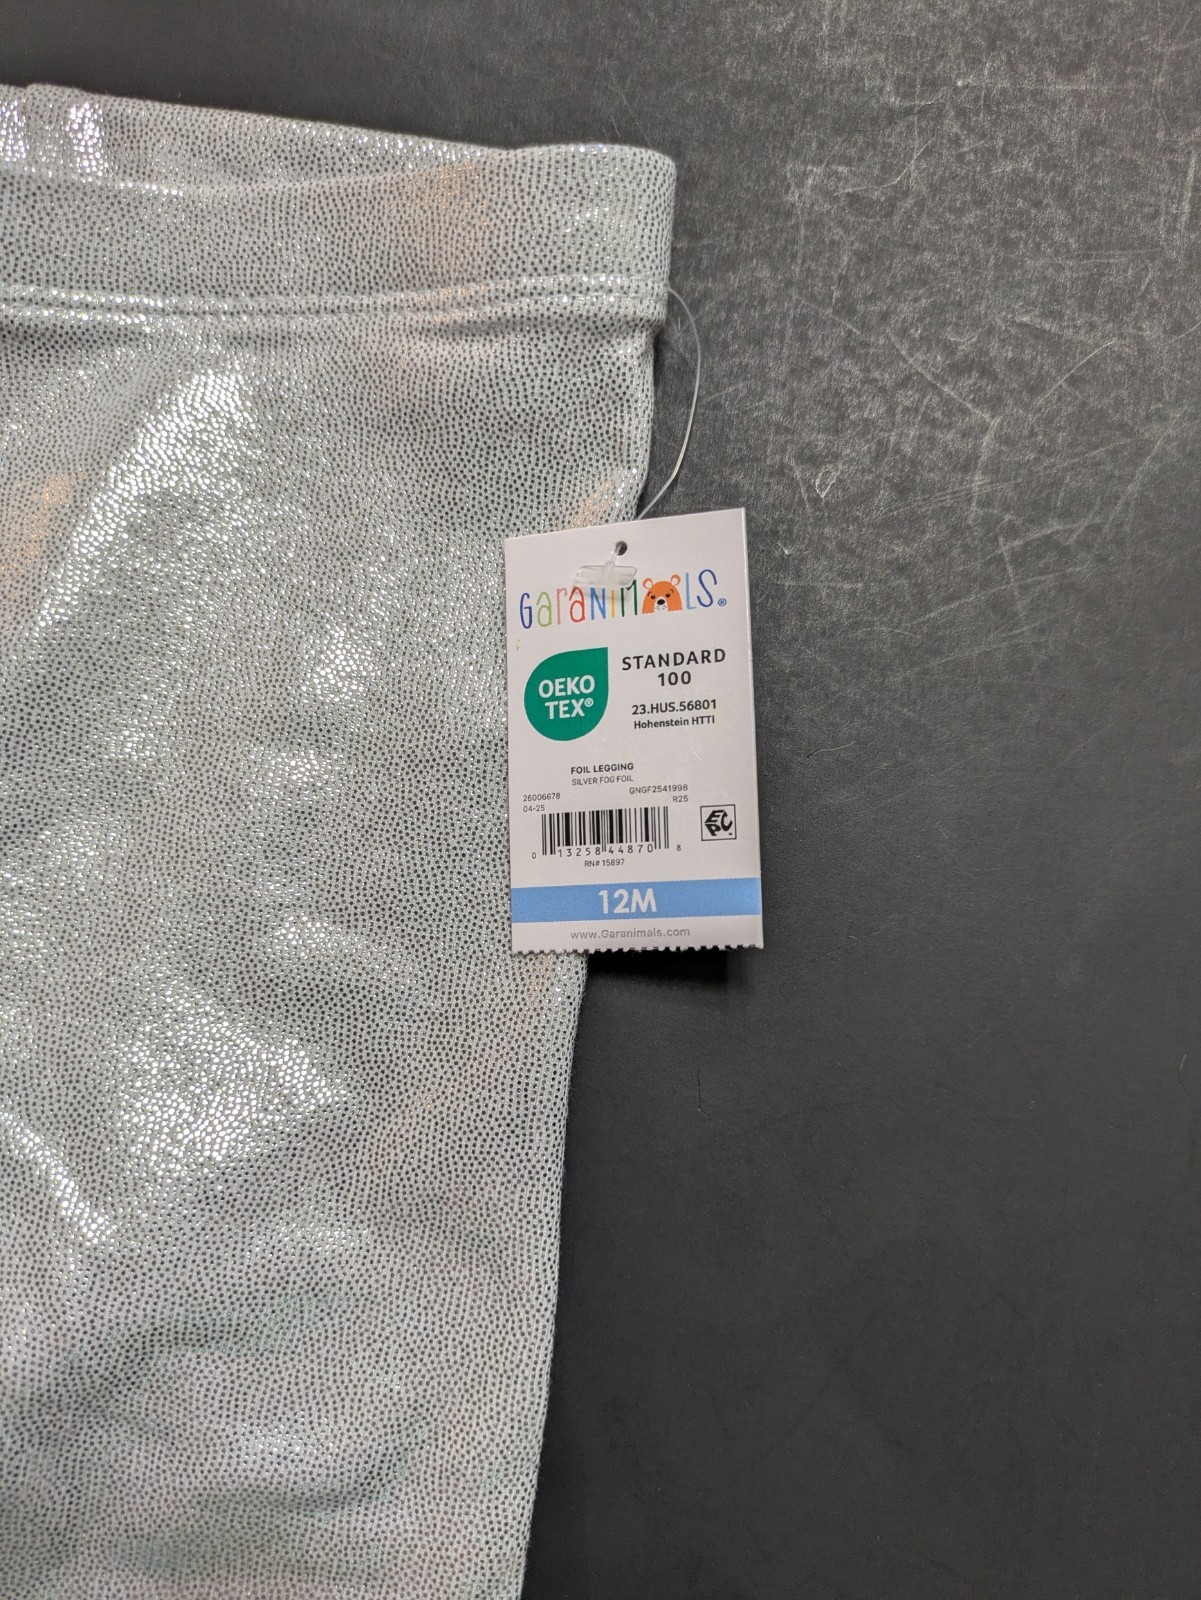 GaraNimaLS®
OEKO
TEX®
STANDARD
100
23.HUS.56801
Hohenstein HTTI
FOIL LEGGING
SILVER FOG FOIL
26006678 GNGF2541998
04-25 R25
0 13258 44870 8
EPC
RN# 15897
12M
www.Garanimals.com